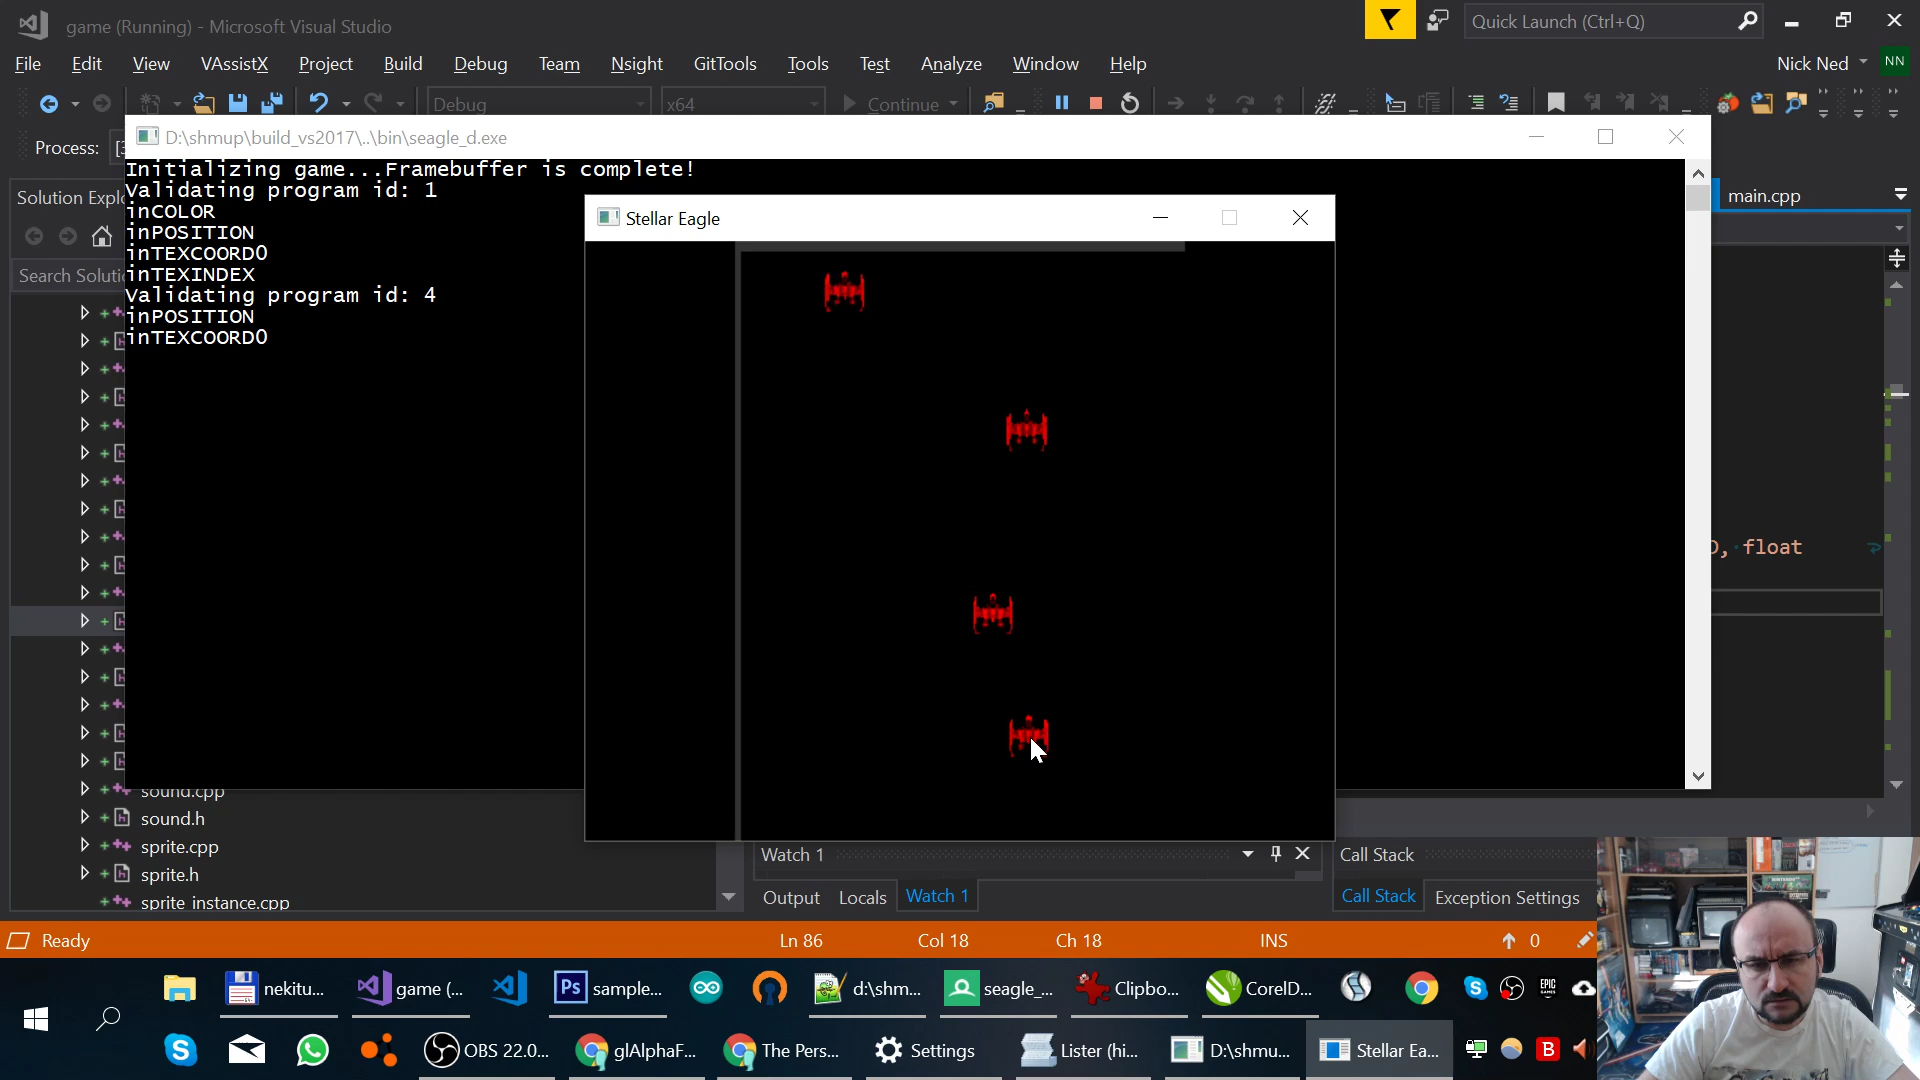 game (Running) - Microsoft Visual Studio
Quick Launch (Ctrl+Q)
File Edit View VAssistX Project Build Debug Team Nsight GitTools Tools Test Analyze Window Help
Nick Ned NN
Debug x64 Continue
D:\shmup\build_vs2017\..\bin\seagle_d.exe
Process:
Solution Expl
main.cpp
Search Soluti
Initializing game...Framebuffer is complete!
Validating program id: 1
inCOLOR
inPOSITION
inTEXCOORD0
inTEXINDEX
Validating program id: 4
inPOSITION
inTEXCOORD0
Stellar Eagle
, float
sound.cpp
sound.h
sprite.cpp
sprite.h
sprite_instance.cpp
Watch 1
Call Stack
Output Locals Watch 1
Call Stack Exception Settings
Ready Ln 86 Col 18 Ch 18 INS 0
nekitu... game (... Ps sample... d:\shm... seagle_... Clipbo... CorelD... EPIC GAMES
OBS 22.0... glAlphaF... The Pers... Settings Lister (hi... D:\shmu... Stellar Ea... B